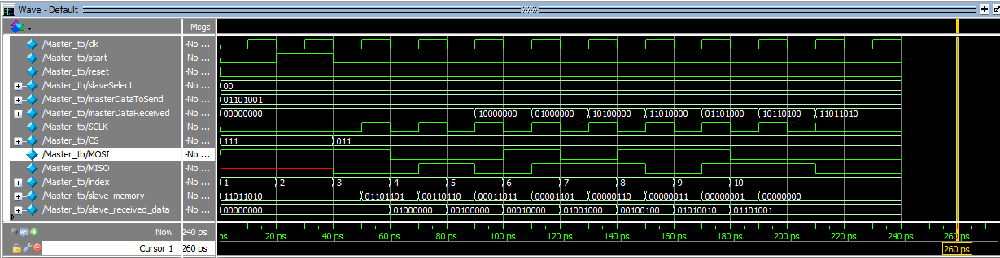 Wave - Default
Msgs
/Master_tb/clk -No ...
/Master_tb/start -No ...
/Master_tb/reset -No ...
/Master_tb/slaveSelect -No ... 00
/Master_tb/masterDataToSend -No ... 01101001
/Master_tb/masterDataReceived -No ... 00000000 10000000 01000000 10100000 11010000 01101000 10110100 11011010
/Master_tb/SCLK -No ...
/Master_tb/CS -No ... 111 011
/Master_tb/MOSI -No ...
/Master_tb/MISO -No ...
/Master_tb/index -No ... 1 2 3 4 5 6 7 8 9 10
/Master_tb/slave_memory -No ... 11011010 01101101 00110110 00011011 00001101 00000110 00000011 00000001 00000000
/Master_tb/slave_received_data -No ... 00000000 01000000 00100000 00010000 01001000 00100100 01010010 01101001
Now 240 ps ps 20 ps 40 ps 60 ps 80 ps 100 ps 120 ps 140 ps 160 ps 180 ps 200 ps 220 ps 240 ps 260 ps
Cursor 1 260 ps 260 ps